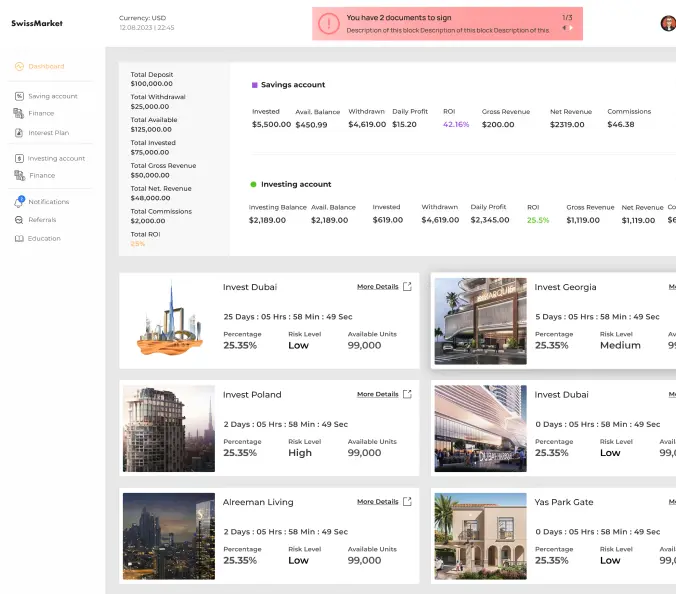 SwissMarket
Currency: USD
12.08.2023 | 22:45
You have 2 documents to sign
Description of this block Description of this block Description of this.
1/3
Dashboard
Saving account
Finance
Interest Plan
Investing account
Finance
Notifications
Referrals
Education
Total Deposit
$100,000.00
Total Withdrawal
$25,000.00
Total Available
$125,000.00
Total Invested
$75,000.00
Total Gross Revenue
$50,000.00
Total Net. Revenue
$48,000.00
Total Commissions
$2,000.00
Total ROI
25%
Savings account
Invested Avail. Balance Withdrawn Daily Profit ROI Gross Revenue Net Revenue Commissions
$5,500.00 $450.99 $4,619.00 $15.20 42.16% $200.00 $2319.00 $46.38
Investing account
Investing Balance Avail. Balance Invested Withdrawn Daily Profit ROI Gross Revenue Net Revenue Co
$2,189.00 $2,189.00 $619.00 $4,619.00 $2,345.00 25.5% $1,119.00 $1,119.00 $6
Invest Dubai More Details
25 Days : 05 Hrs : 58 Min : 49 Sec
Percentage Risk Level Available Units
25.35% Low 99,000
Invest Georgia Mo
5 Days : 05 Hrs : 58 Min : 49 Sec
Percentage Risk Level Avail
25.35% Medium 99
Invest Poland More Details
2 Days : 05 Hrs : 58 Min : 49 Sec
Percentage Risk Level Available Units
25.35% High 99,000
Invest Dubai Mo
0 Days : 05 Hrs : 58 Min : 49 Sec
Percentage Risk Level Avail
25.35% Low 99,0
Alreeman Living More Details
2 Days : 05 Hrs : 58 Min : 49 Sec
Percentage Risk Level Available Units
25.35% Low 99,000
Yas Park Gate Mo
0 Days : 05 Hrs : 58 Min : 49 Sec
Percentage Risk Level Avail
25.35% Low 99,0